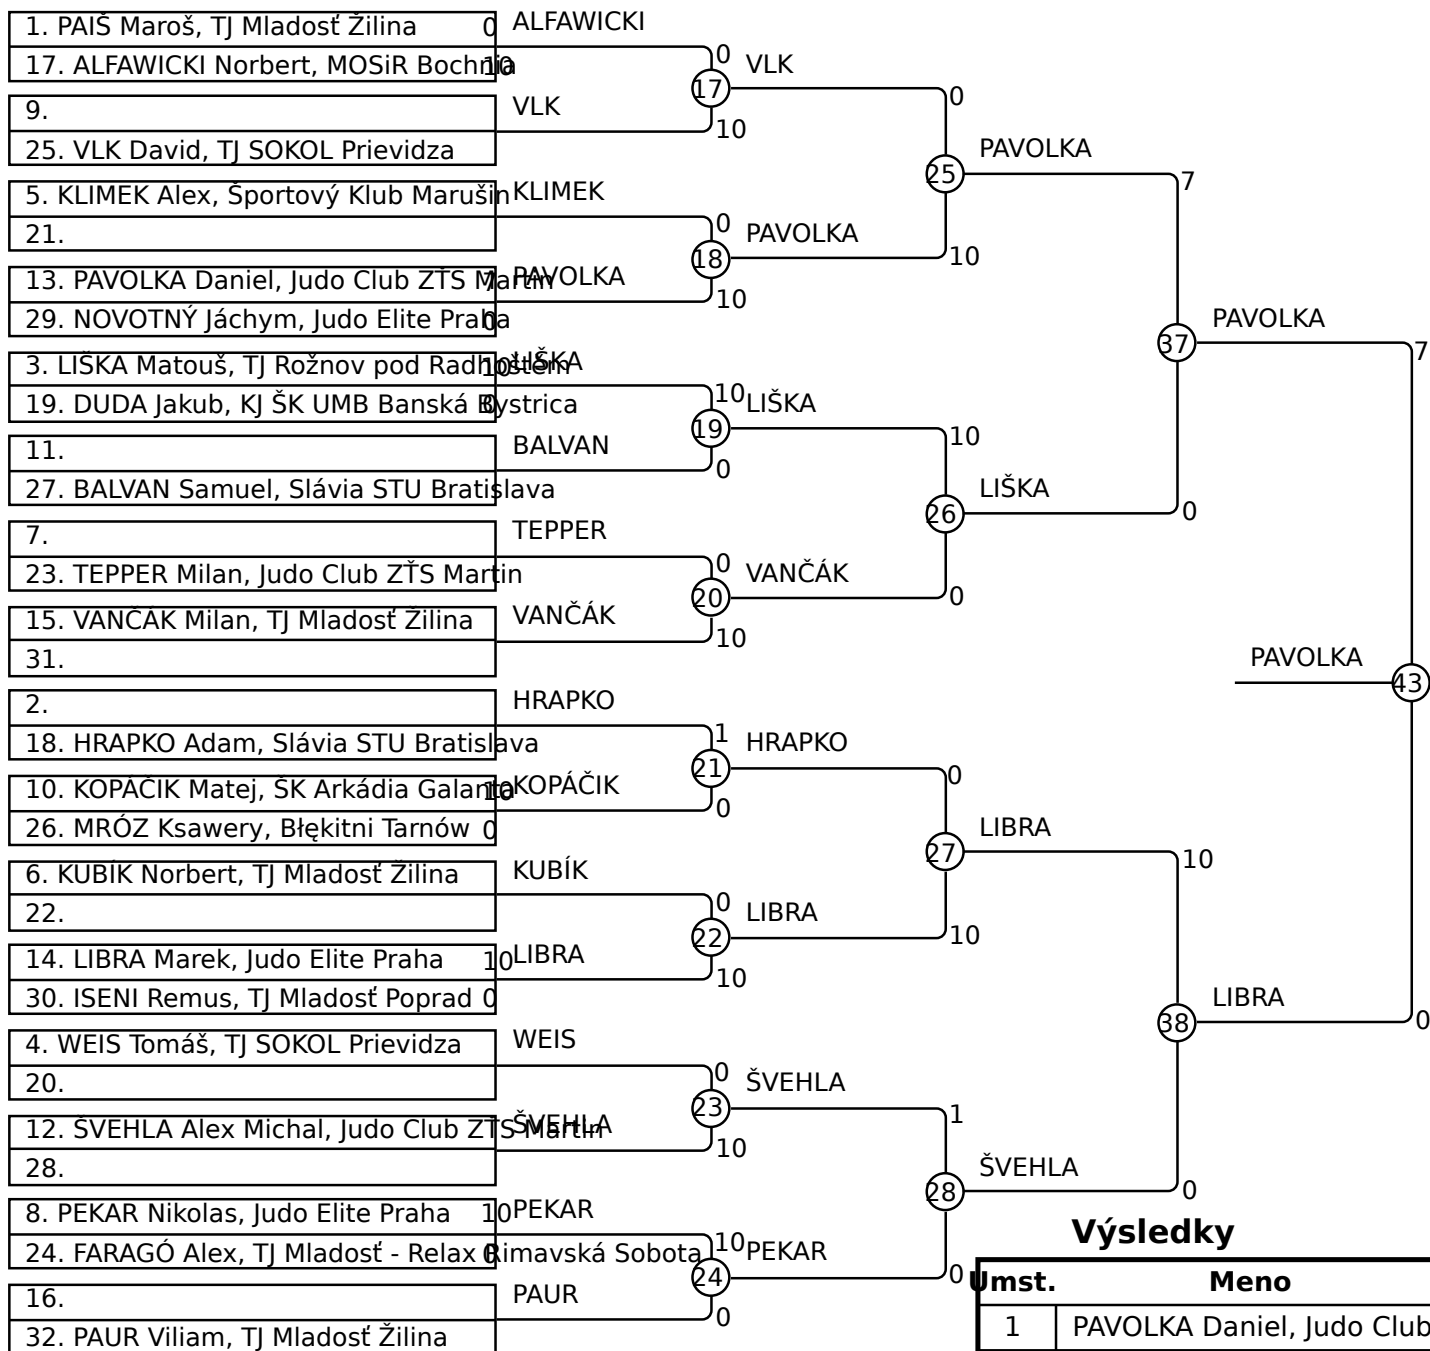 1. PAIŠ Maroš, TJ Mladosť Žilina 0
17. ALFAWICKI Norbert, MOSiR Bochnia 10
9.
25. VLK David, TJ SOKOL Prievidza
5. KLIMEK Alex, Športový Klub Marušin
21.
13. PAVOLKA Daniel, Judo Club ZŤS Martin 7
29. NOVOTNÝ Jáchym, Judo Elite Praha 0
3. LIŠKA Matouš, TJ Rožnov pod Radhoštěm 10
19. DUDA Jakub, KJ ŠK UMB Banská Bystrica 0
11.
27. BALVAN Samuel, Slávia STU Bratislava
7.
23. TEPPER Milan, Judo Club ZŤS Martin
15. VANČÁK Milan, TJ Mladosť Žilina
31.
2.
18. HRAPKO Adam, Slávia STU Bratislava
10. KOPÁČIK Matej, ŠK Arkádia Galanta 10
26. MRÓZ Ksawery, Błękitni Tarnów 0
6. KUBÍK Norbert, TJ Mladosť Žilina
22.
14. LIBRA Marek, Judo Elite Praha 10
30. ISENI Remus, TJ Mladosť Poprad 0
4. WEIS Tomáš, TJ SOKOL Prievidza
20.
12. ŠVEHLA Alex Michal, Judo Club ZŤS Martin
28.
8. PEKAR Nikolas, Judo Elite Praha 10
24. FARAGÓ Alex, TJ Mladosť - Relax Rimavská Sobota 0
16.
32. PAUR Viliam, TJ Mladosť Žilina
ALFAWICKI 0
17
VLK 10
KLIMEK 0
18
PAVOLKA 10
LIŠKA 10
19
BALVAN 0
TEPPER 0
20
VANČÁK 10
HRAPKO 1
21
KOPÁČIK 0
KUBÍK 0
22
LIBRA 10
WEIS 0
23
ŠVEHLA 10
PEKAR 10
24
PAUR 0
VLK 0
25
PAVOLKA 10
LIŠKA 10
26
VANČÁK 0
HRAPKO 0
27
LIBRA 10
ŠVEHLA 1
28
PEKAR 0
PAVOLKA 7
37
LIŠKA 0
LIBRA 10
38
ŠVEHLA 0
PAVOLKA 7
43
LIBRA 0
PAVOLKA
Výsledky
Umst. Meno
1 PAVOLKA Daniel, Judo Club